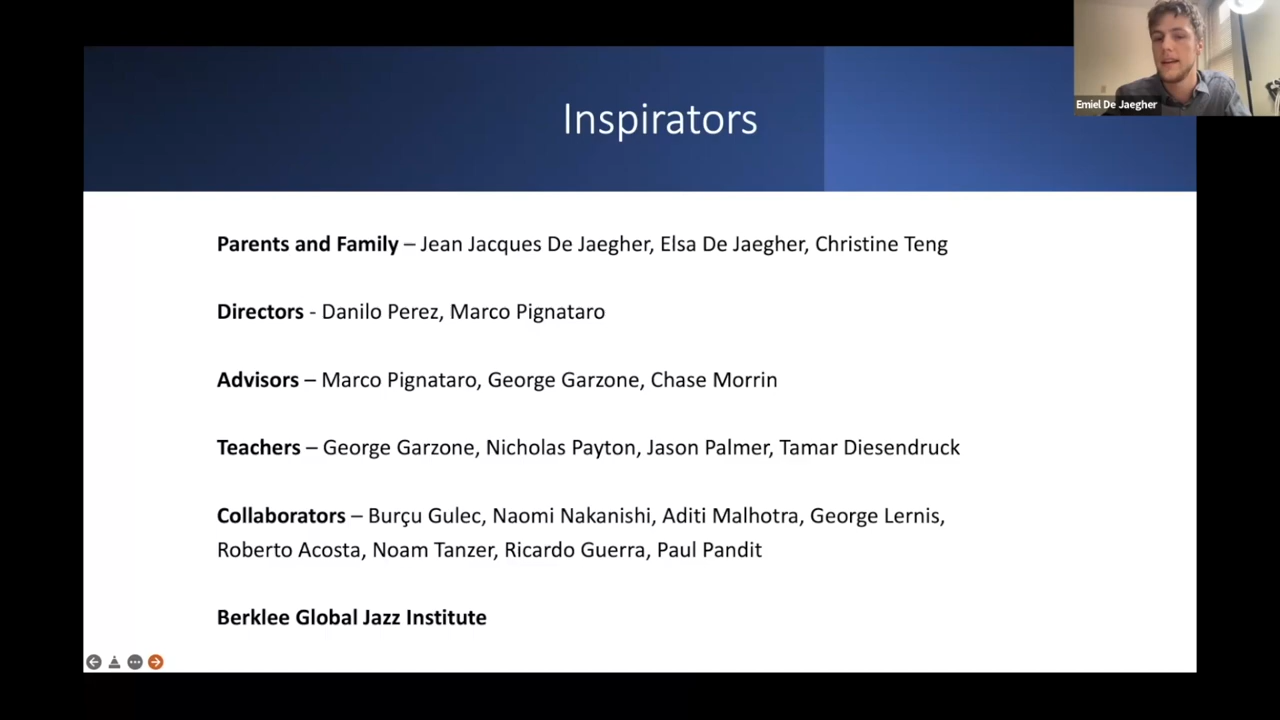 Inspirators
Emiel De Jaegher
Parents and Family – Jean Jacques De Jaegher, Elsa De Jaegher, Christine Teng
Directors - Danilo Perez, Marco Pignataro
Advisors – Marco Pignataro, George Garzone, Chase Morrin
Teachers – George Garzone, Nicholas Payton, Jason Palmer, Tamar Diesendruck
Collaborators – Burçu Gulec, Naomi Nakanishi, Aditi Malhotra, George Lernis,
Roberto Acosta, Noam Tanzer, Ricardo Guerra, Paul Pandit
Berklee Global Jazz Institute